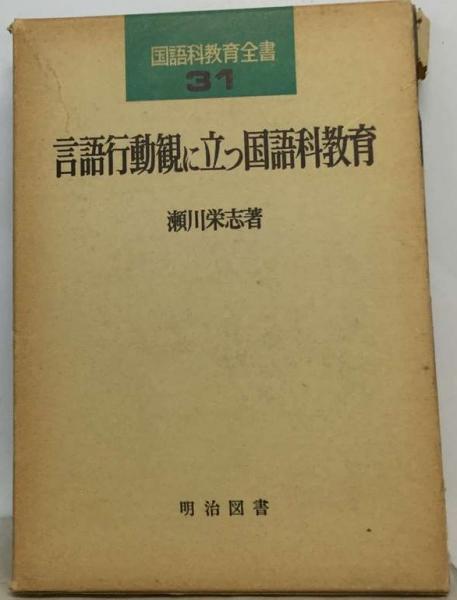 国語科教育全書
31
言語行動観に立つ国語科教育
瀬川栄志著
明治図書